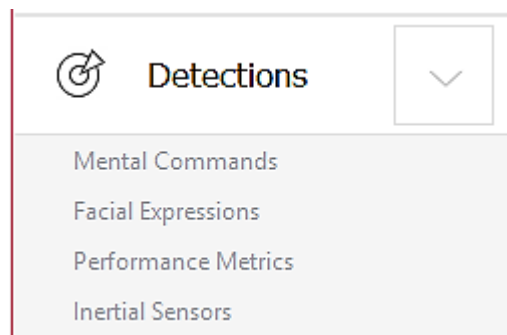 Detections
Mental Commands
Facial Expressions
Performance Metrics
Inertial Sensors